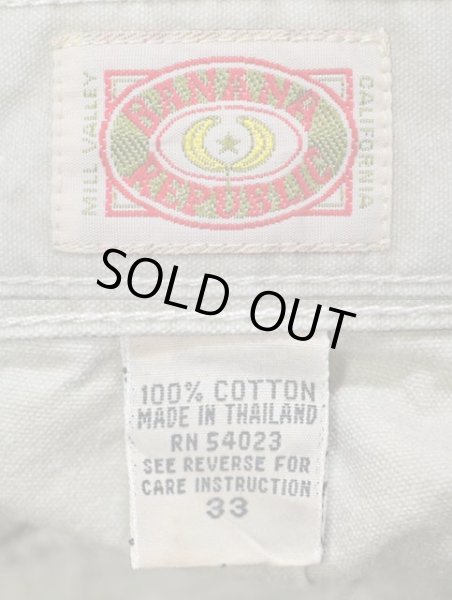 MILL VALLEY
BANANA
REPUBLIC
CALIFORNIA
SOLD OUT
100% COTTON
MADE IN THAILAND
RN 54023
SEE REVERSE FOR
CARE INSTRUCTION
33